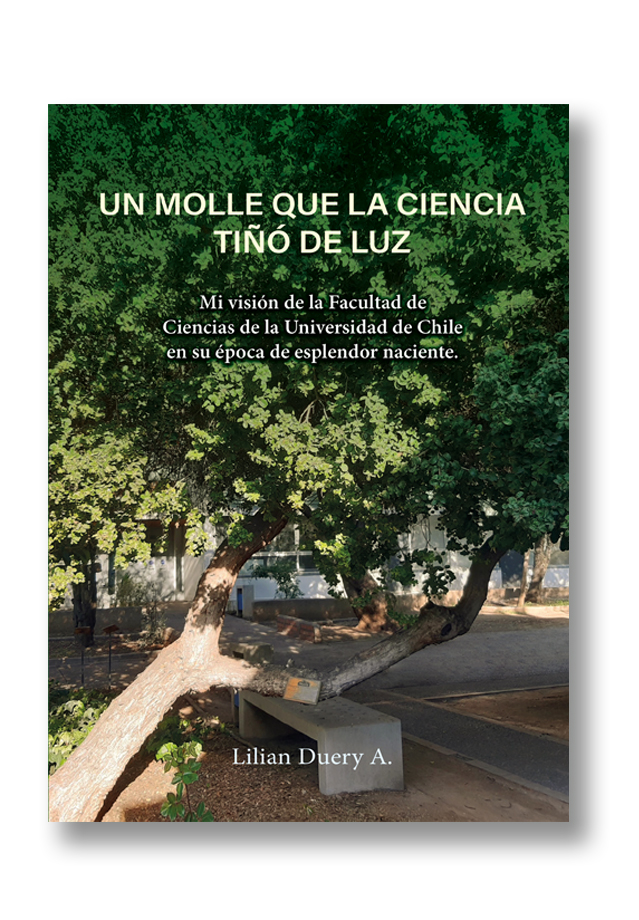 UN MOLLE QUE LA CIENCIA
TIÑÓ DE LUZ
Mi visión de la Facultad de
Ciencias de la Universidad de Chile
en su época de esplendor naciente.
Lilian Duery A.